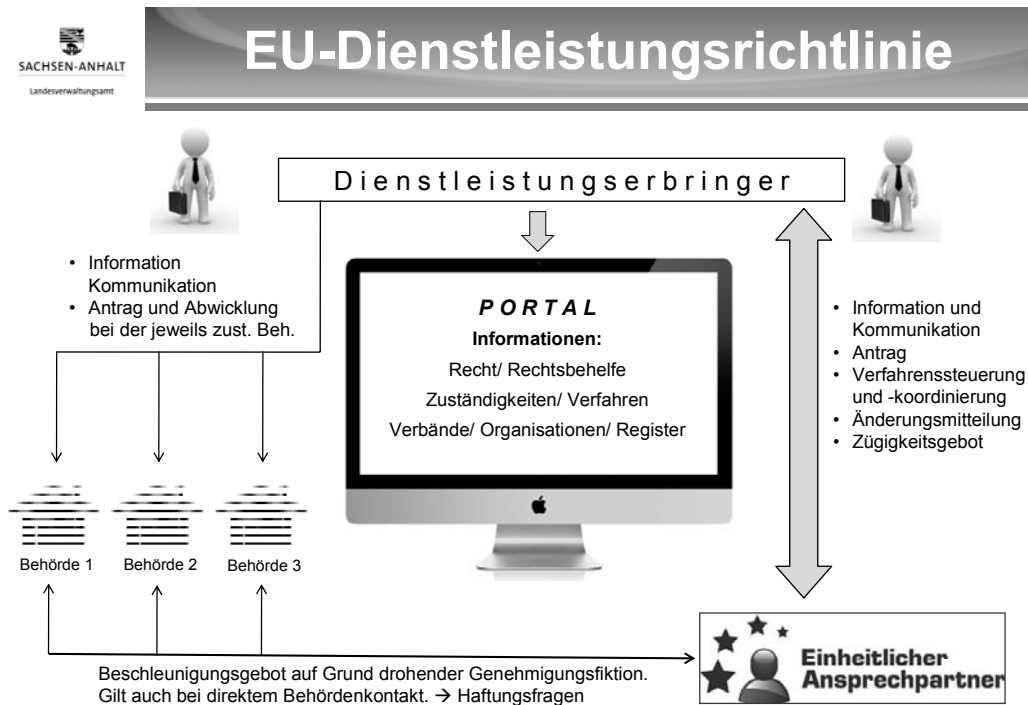 SACHSEN-ANHALT
Landesverwaltungsamt
EU-Dienstleistungsrichtlinie
Dienstleistungserbringer
• Information
Kommunikation
• Antrag und Abwicklung
bei der jeweils zust. Beh.
PORTAL
Informationen:
Recht/ Rechtsbehelfe
Zuständigkeiten/ Verfahren
Verbände/ Organisationen/ Register
• Information und
Kommunikation
• Antrag
• Verfahrenssteuerung
und -koordinierung
• Änderungsmitteilung
• Zügigkeitsgebot
Behörde 1
Behörde 2
Behörde 3
Beschleunigungsgebot auf Grund drohender Genehmigungsfiktion.
Gilt auch bei direktem Behördenkontakt. → Haftungsfragen
Einheitlicher
Ansprechpartner